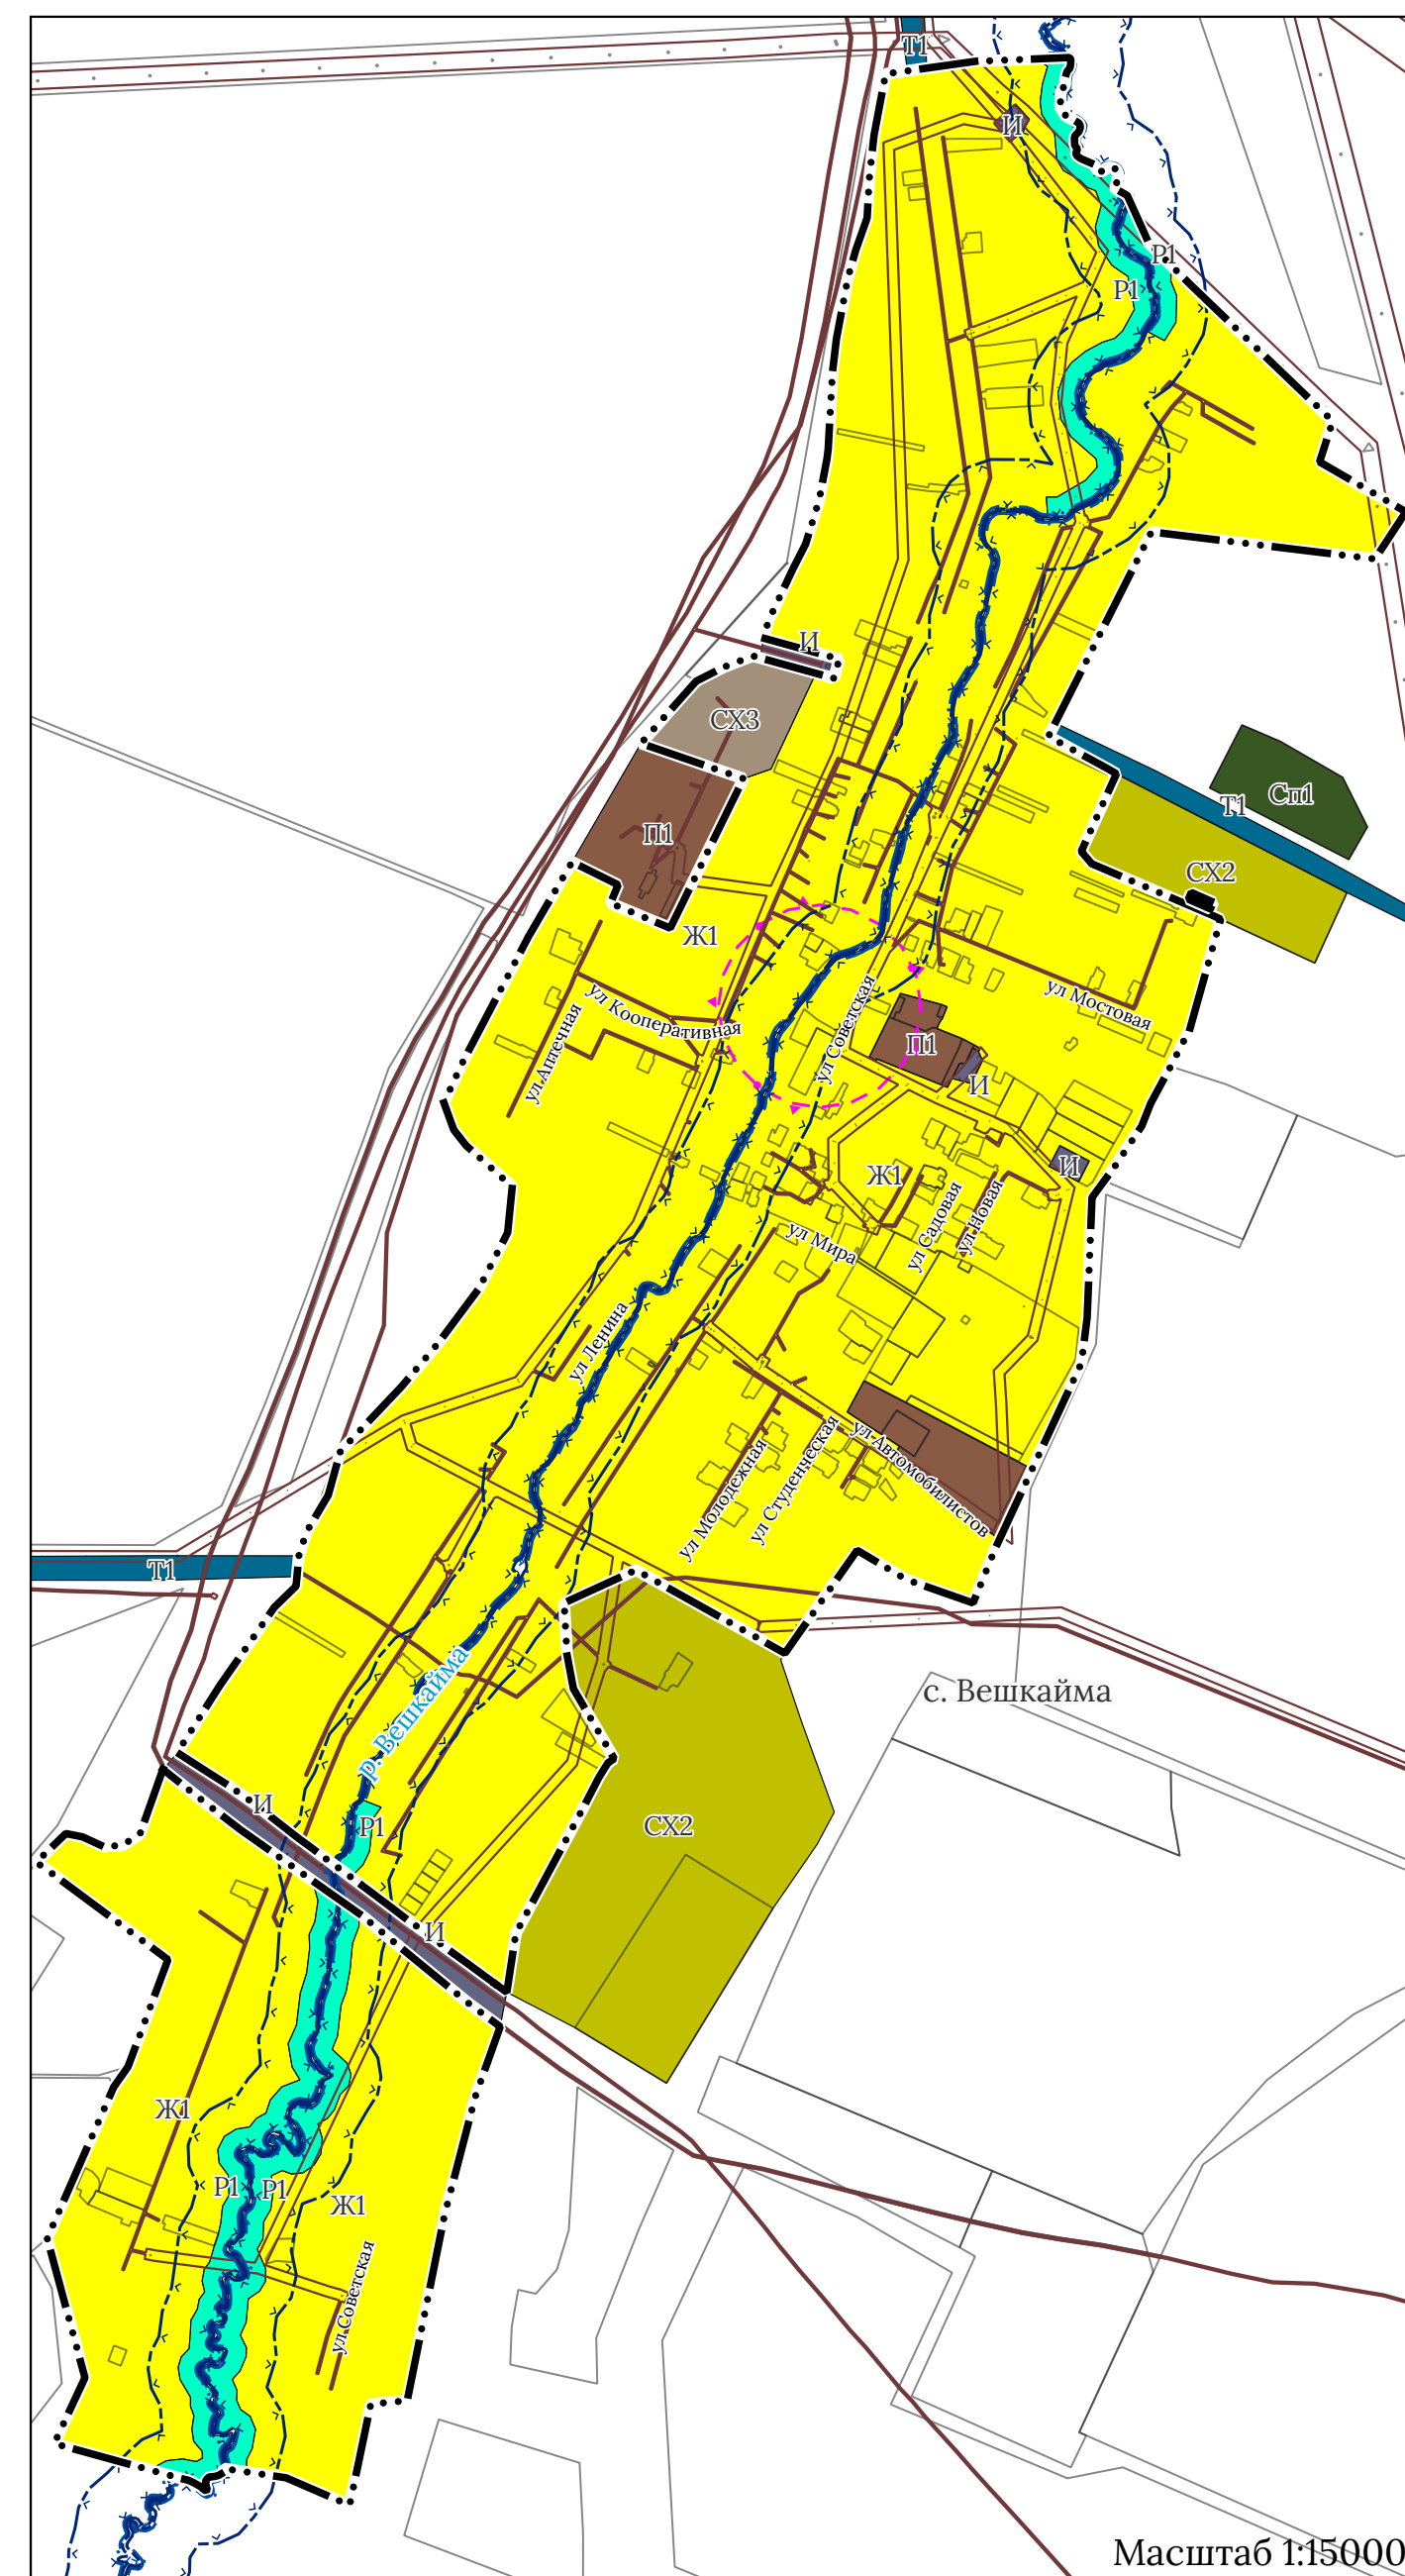 Т1
И
Р1
Р1
И
СХ3
Сп1
Т1
П1
СХ2
Ж1
ул Мостовая
ул Кооперативная
ул Аптечная
ул Советская
П1
И
И
Ж1
ул Садовая
ул Новая
ул Мира
ул Ленина
ул Молодежная
ул Студенческая
ул Автомобилистов
Т1
р. Вешкайма
с. Вешкайма
И
Р1
СХ2
И
Ж1
Р1
Р1
Ж1
ул Советская
Масштаб 1:15000